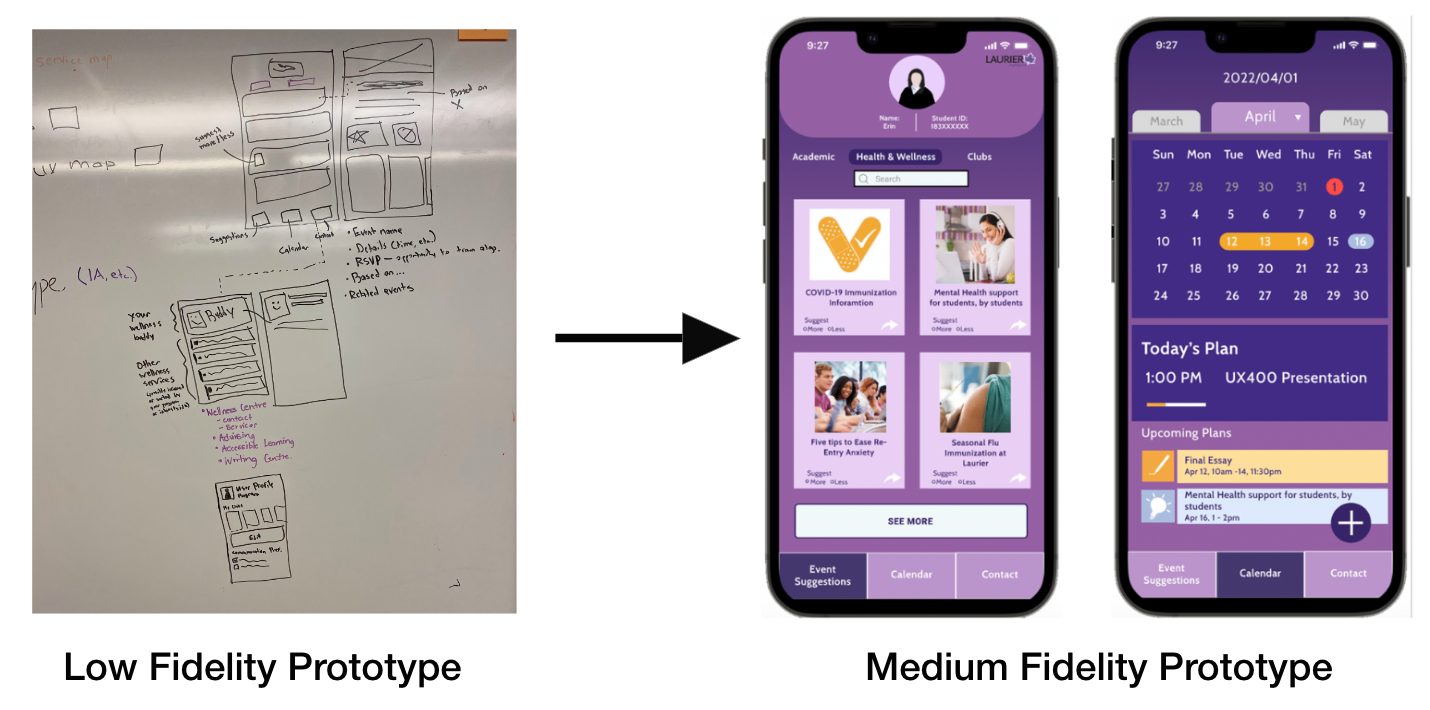 service map
Based on
X
suggest
more/less
map
Suggestions
Calendar
Contact
• Event name
• Details (time, etc.)
• RSVP — opportunity to train algo.
• Based on...
• Related events
ype. (IA, etc.)
your
wellness
buddy
Buddy
Other
wellness
services
• Wellness Centre
- contact
- services
• Advising
• Accessible Learning
• Writing Centre.
User Profile
Program
My Clubs
Edit
Communication Pref.
Low Fidelity Prototype
9:27
LAURIER
Name:
Erin
Student ID:
183XXXXXX
Academic
Health & Wellness
Clubs
Search
COVID-19 Immunization
Inforamtion
Suggest
More Less
Mental Health support
for students, by students
Suggest
More Less
Five tips to Ease Re-
Entry Anxiety
Suggest
More Less
Seasonal Flu
Immunization at
Laurier
Suggest
More Less
SEE MORE
Event
Suggestions
Calendar
Contact
9:27
2022/04/01
March
April
May
Sun Mon Tue Wed Thu Fri Sat
27 28 29 30 31 1 2
3 4 5 6 7 8 9
10 11 12 13 14 15 16
17 18 19 20 21 22 23
24 25 26 27 28 29 30
Today's Plan
1:00 PM UX400 Presentation
Upcoming Plans
Final Essay
Apr 12, 10am -14, 11:30pm
Mental Health support for students, by
students
Apr 16, 1 - 2pm
Event
Suggestions
Calendar
Contact
Medium Fidelity Prototype